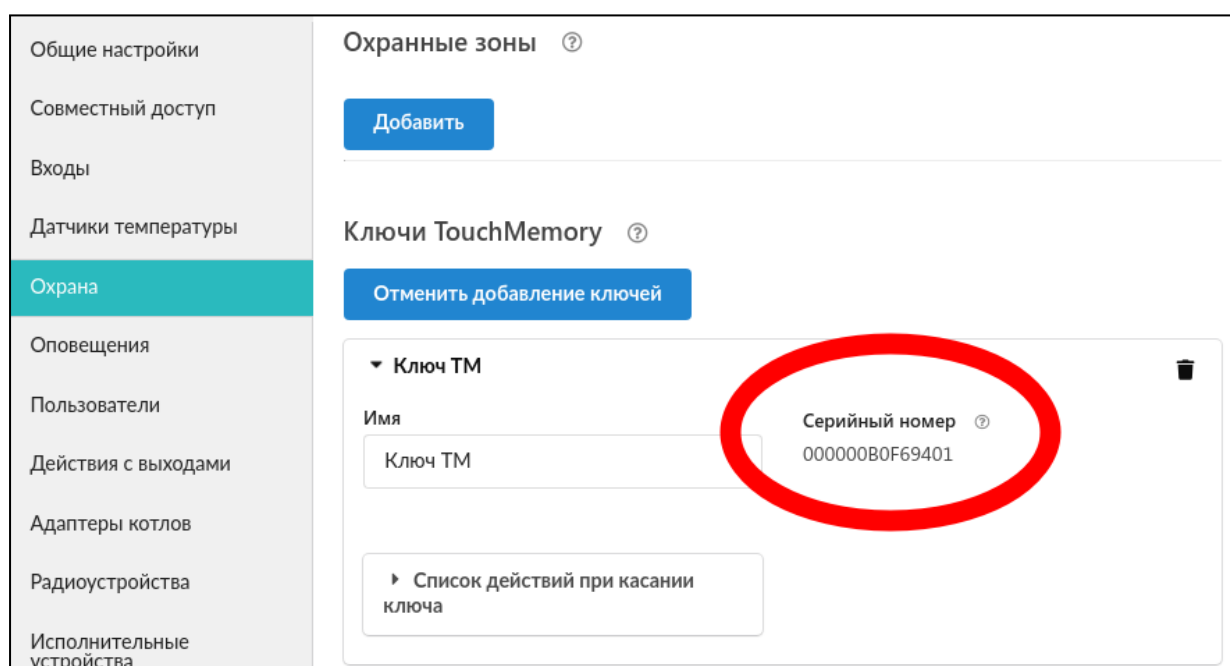 Общие настройки
Совместный доступ
Входы
Датчики температуры
Охрана
Оповещения
Пользователи
Действия с выходами
Адаптеры котлов
Радиоустройства
Исполнительные
устройства
Охранные зоны ?
Добавить
Ключи TouchMemory ?
Отменить добавление ключей
Ключ ТМ
Имя
Ключ ТМ
Серийный номер ?
000000B0F69401
Список действий при касании
ключа